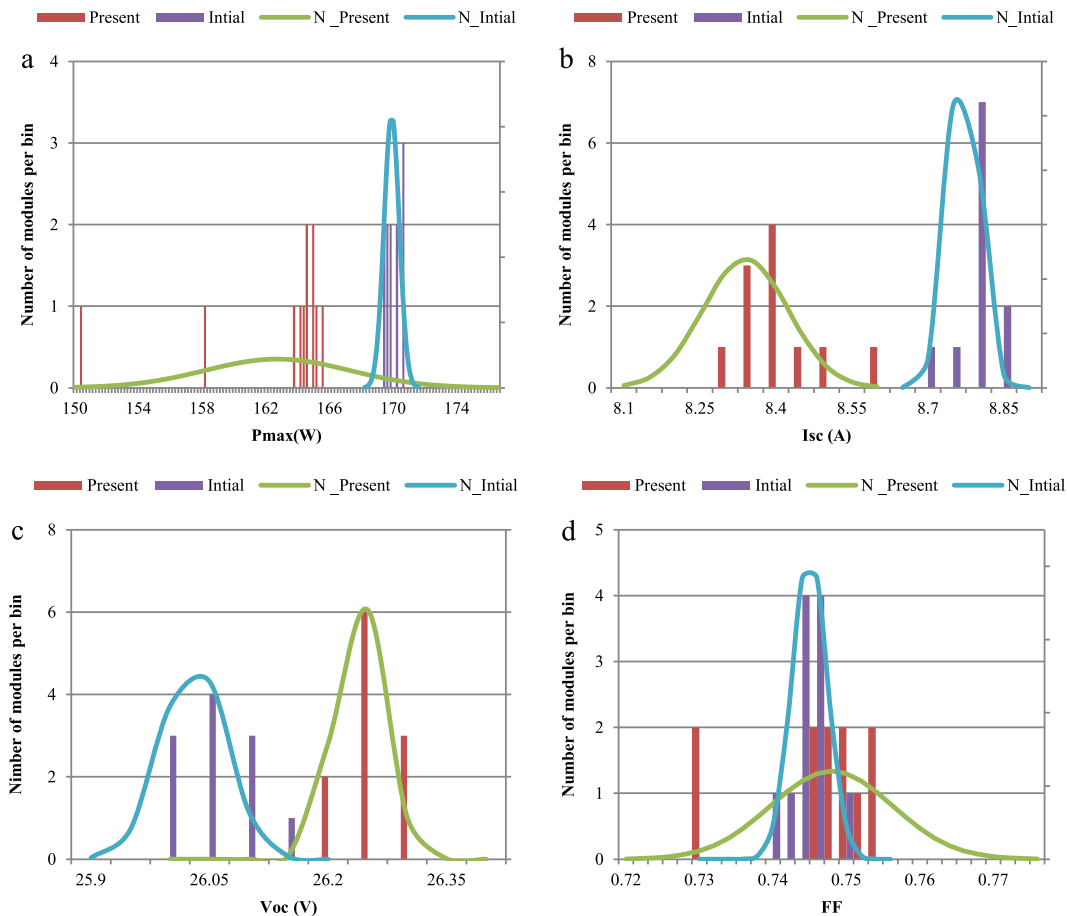 Present Intial N _Present N_Intial
a
4
3
2
1
0
Number of modules per bin
150 154 158 162 166 170 174
Pmax(W)
Present Intial N _Present N_Intial
b
8
6
4
2
0
Number of modules per bin
8.1 8.25 8.4 8.55 8.7 8.85
Isc (A)
Present Intial N _Present N_Intial
c
8
6
4
2
0
Nimber of modules per bin
25.9 26.05 26.2 26.35
Voc (V)
Present Intial N _Present N_Intial
d
5
4
3
2
1
0
Number of modules per bin
0.72 0.73 0.74 0.75 0.76 0.77
FF